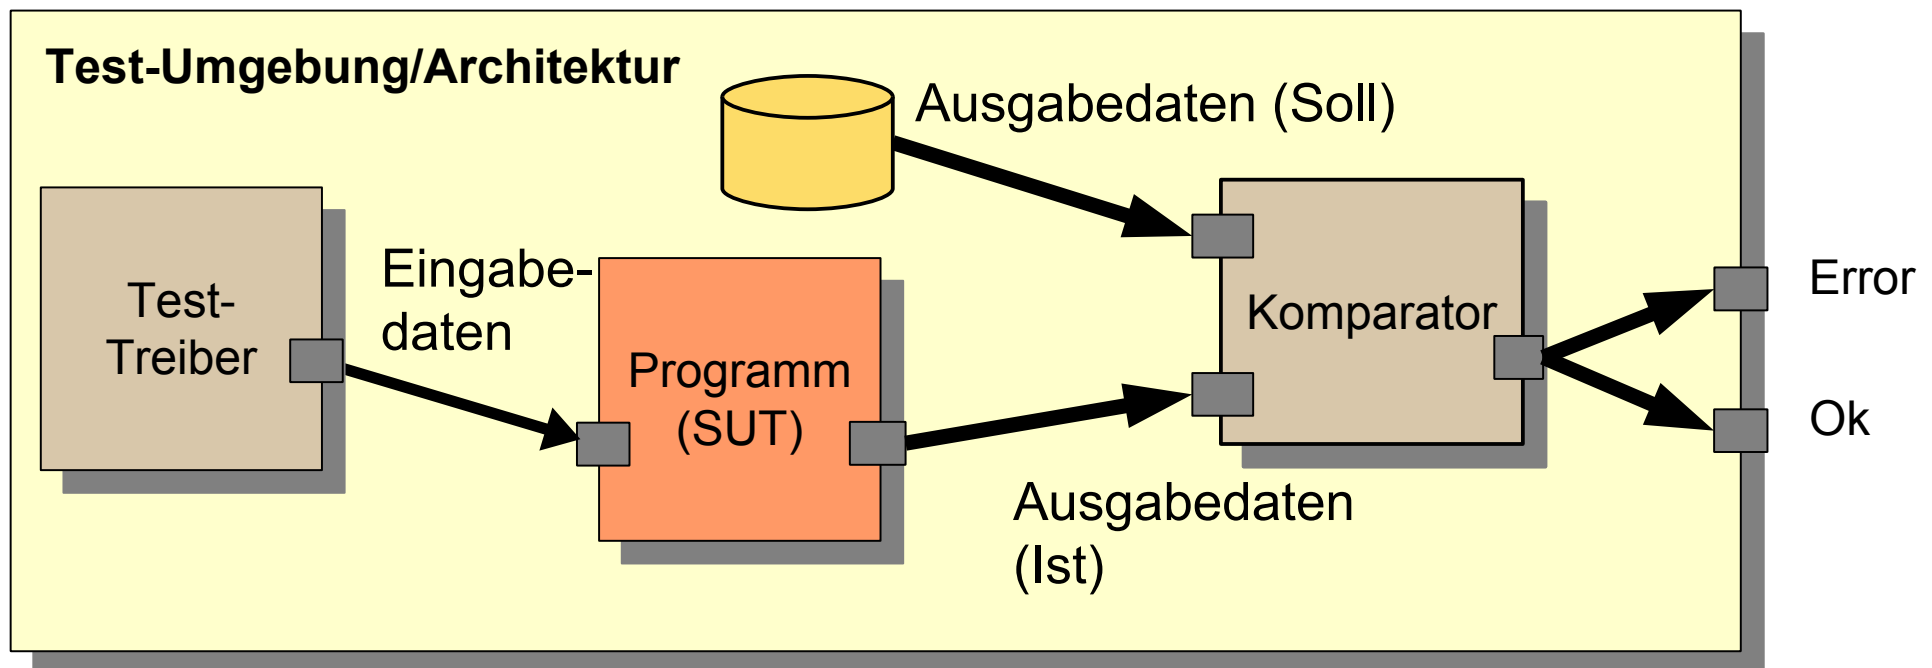 Test-Umgebung/Architektur
Ausgabedaten (Soll)
Test-
Treiber
Eingabe-
daten
Programm
(SUT)
Komparator
Ausgabedaten
(Ist)
Error
Ok